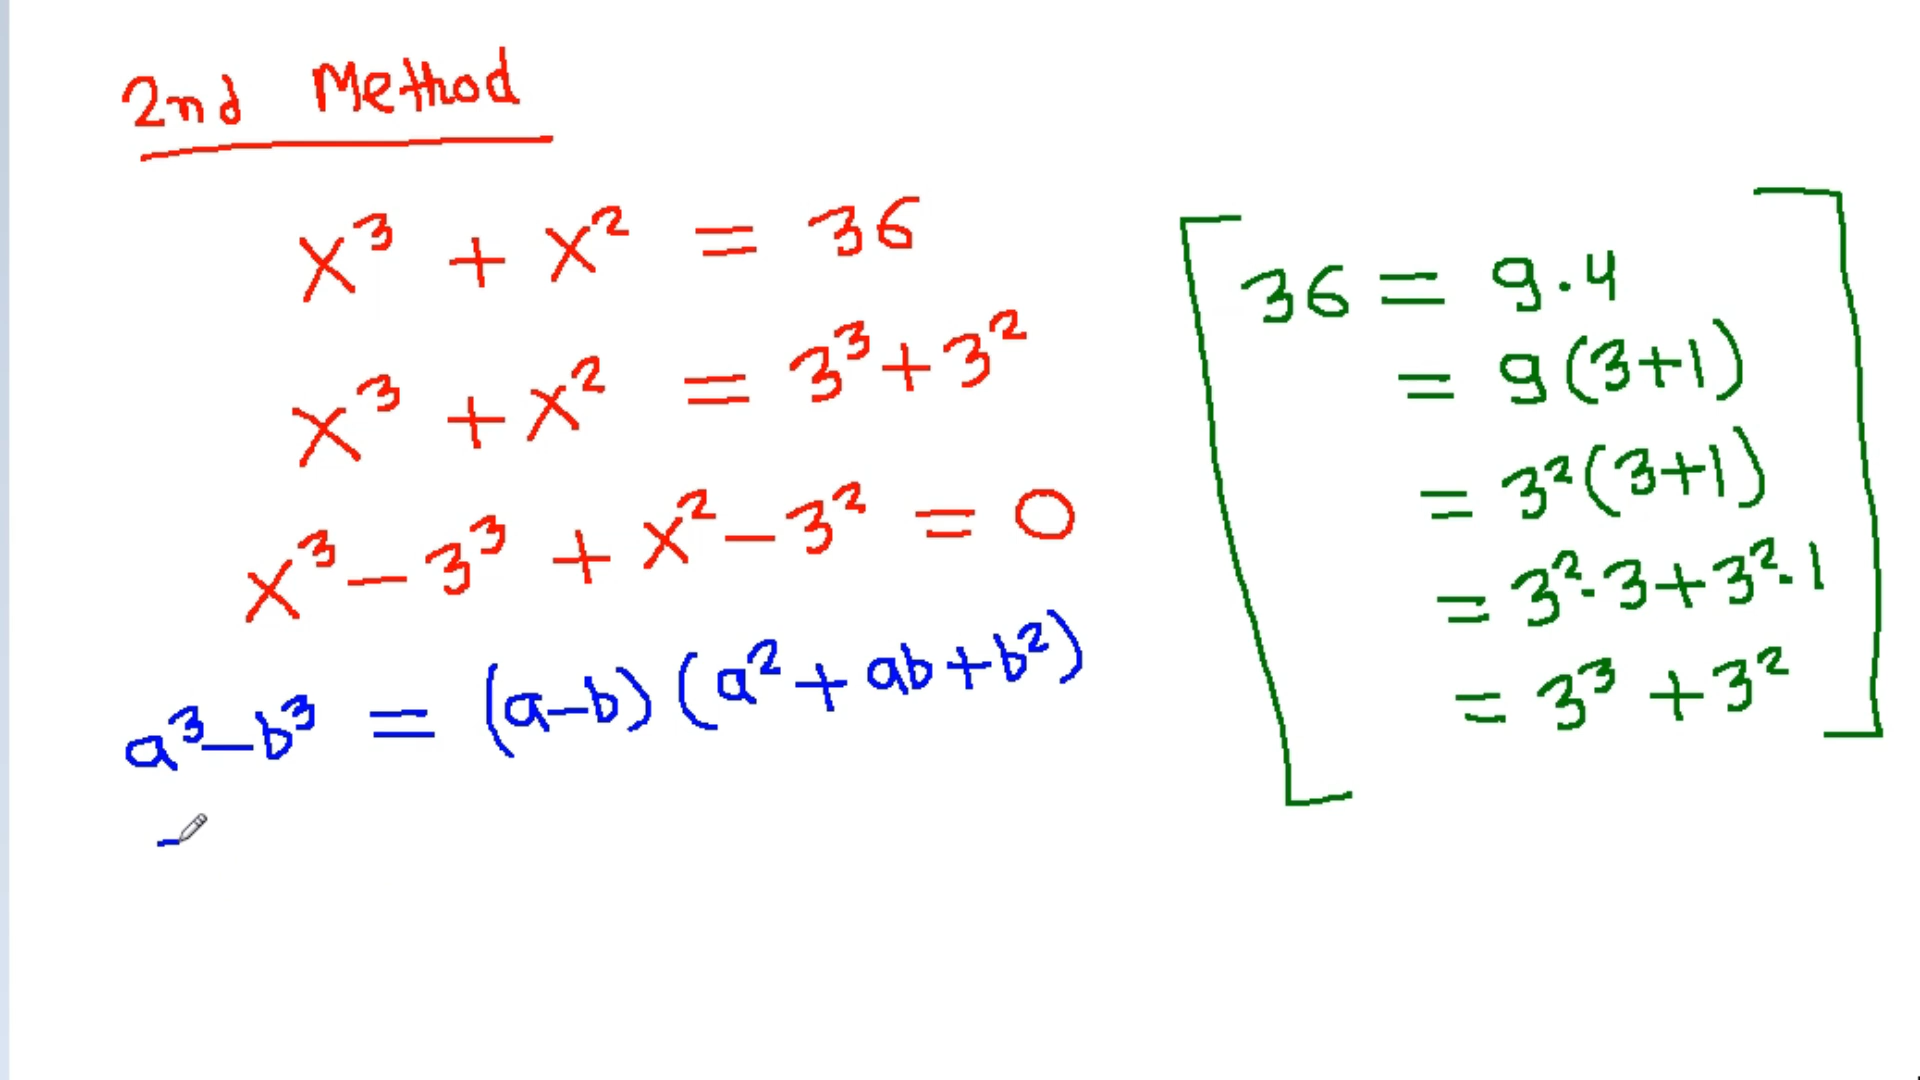 2nd Method
x³ + x² = 36
x³ + x² = 3³ + 3²
x³ – 3³ + x² – 3² = 0
a³ – b³ = (a–b) (a² + ab + b²)
36 = 9.4
= 9 (3+1)
= 3² (3+1)
= 3².3 + 3².1
= 3³ + 3²